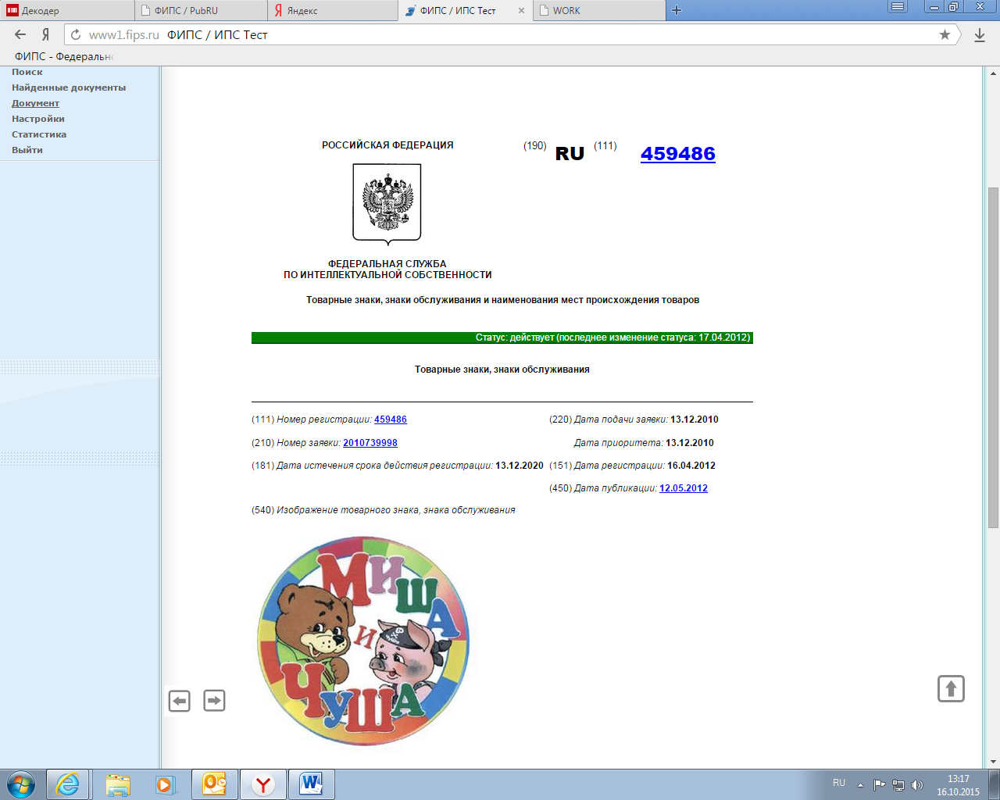 Декодер
ФИПС / PubRU
Яндекс
ФИПС / ИПС Тест
WORK
www1.fips.ru ФИПС / ИПС Тест
ФИПС - Федерально
Поиск
Найденные документы
Документ
Настройки
Статистика
Выйти
РОССИЙСКАЯ ФЕДЕРАЦИЯ
(190) RU (111) 459486
ФЕДЕРАЛЬНАЯ СЛУЖБА
ПО ИНТЕЛЛЕКТУАЛЬНОЙ СОБСТВЕННОСТИ
Товарные знаки, знаки обслуживания и наименования мест происхождения товаров
Статус: действует (последнее изменение статуса: 17.04.2012)
Товарные знаки, знаки обслуживания
(111) Номер регистрации: 459486
(220) Дата подачи заявки: 13.12.2010
(210) Номер заявки: 2010739998
Дата приоритета: 13.12.2010
(181) Дата истечения срока действия регистрации: 13.12.2020
(151) Дата регистрации: 16.04.2012
(450) Дата публикации: 12.05.2012
(540) Изображение товарного знака, знака обслуживания
МИША
И
ЧУША
Чуша
RU
13:17
16.10.2015